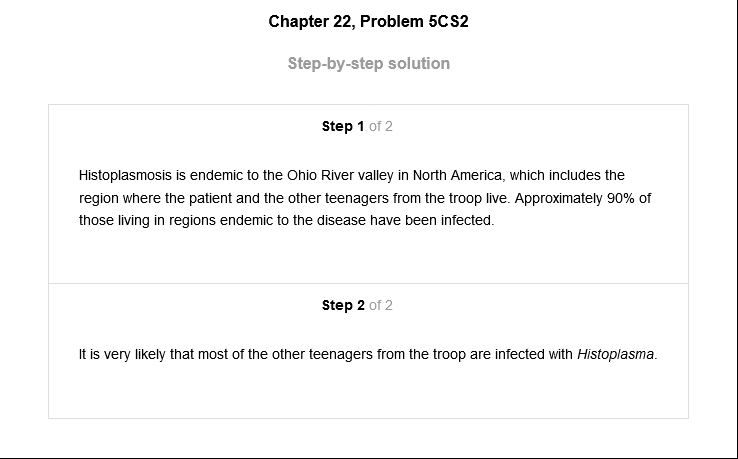 Chapter 22, Problem 5CS2
Step-by-step solution
Step 1 of 2
Histoplasmosis is endemic to the Ohio River valley in North America, which includes the
region where the patient and the other teenagers from the troop live. Approximately 90% of
those living in regions endemic to the disease have been infected.
Step 2 of 2
It is very likely that most of the other teenagers from the troop are infected with Histoplasma.